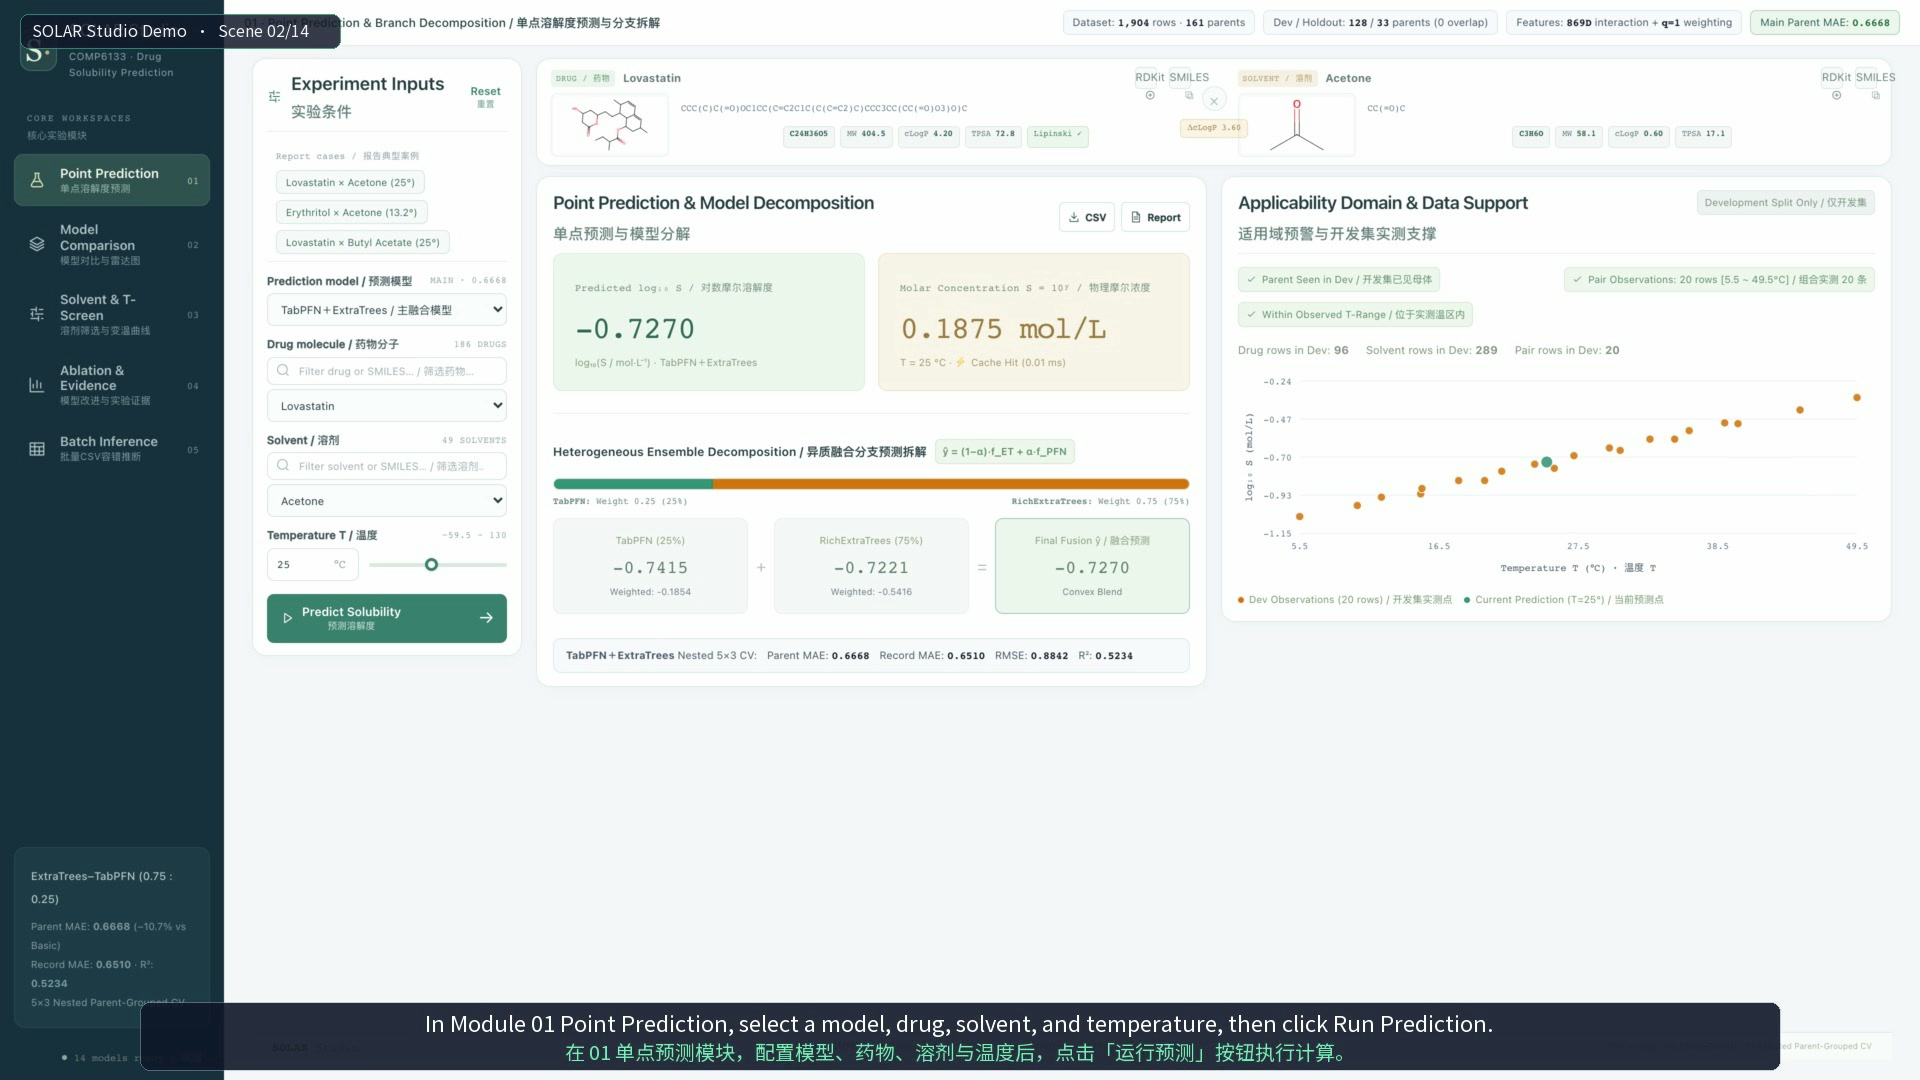 SOLAR Studio Demo • Scene 02/14
Point Prediction & Branch Decomposition / 单点溶解度预测与分支拆解
Dataset: 1,904 rows · 161 parents
Dev / Holdout: 128 / 33 parents (0 overlap)
Features: 869D interaction + q=1 weighting
Main Parent MAE: 0.6668
S·
COMP6133 · Drug
Solubility Prediction
CORE WORKSPACES
核心实验模块
Point Prediction
单点溶解度预测
01
Model
Comparison
模型对比与雷达图
02
Solvent & T-
Screen
溶剂筛选与变温曲线
03
Ablation &
Evidence
模型改进与实验证据
04
Batch Inference
批量CSV容错推断
05
ExtraTrees–TabPFN (0.75 :
0.25)
Parent MAE: 0.6668 (−10.7% vs
Basic)
Record MAE: 0.6510 · R²:
0.5234
5×3 Nested Parent-Grouped CV
14 models
Experiment Inputs
实验条件
Reset
重置
Report cases / 报告典型案例
Lovastatin × Acetone (25°)
Erythritol × Acetone (13.2°)
Lovastatin × Butyl Acetate (25°)
Prediction model / 预测模型
MAIN · 0.6668
TabPFN+ExtraTrees / 主融合模型
Drug molecule / 药物分子
186 DRUGS
Filter drug or SMILES... / 筛选药物...
Lovastatin
Solvent / 溶剂
49 SOLVENTS
Filter solvent or SMILES... / 筛选溶剂..
Acetone
Temperature T / 温度
−59.5 – 130
25 °C
Predict Solubility
预测溶解度
DRUG / 药物 Lovastatin
RDKit SMILES
CCC(C)C(=O)OC1CC(C=C2C1C(C(C=C2)C)CCC3CC(CC(=O)O3)O)C
C24H36O5
MW 404.5
cLogP 4.20
TPSA 72.8
Lipinski ✓
×
ΔcLogP 3.60
SOLVENT / 溶剂 Acetone
RDKit SMILES
CC(=O)C
C3H6O
MW 58.1
cLogP 0.60
TPSA 17.1
Point Prediction & Model Decomposition
单点预测与模型分解
CSV
Report
Predicted log₁₀ S / 对数摩尔溶解度
−0.7270
log₁₀(S / mol·L⁻¹) · TabPFN+ExtraTrees
Molar Concentration S = 10ʸ / 物理摩尔浓度
0.1875 mol/L
T = 25 °C · ⚡ Cache Hit (0.01 ms)
Heterogeneous Ensemble Decomposition / 异质融合分支预测拆解
ŷ = (1−α)·f_ET + α·f_PFN
TabPFN: Weight 0.25 (25%)
RichExtraTrees: Weight 0.75 (75%)
TabPFN (25%)
−0.7415
Weighted: -0.1854
+
RichExtraTrees (75%)
−0.7221
Weighted: -0.5416
=
Final Fusion ŷ / 融合预测
−0.7270
Convex Blend
TabPFN+ExtraTrees Nested 5×3 CV: Parent MAE: 0.6668 Record MAE: 0.6510 RMSE: 0.8842 R²: 0.5234
Applicability Domain & Data Support
适用域预警与开发集实测支撑
Development Split Only / 仅开发集
✓ Parent Seen in Dev / 开发集已见母体
✓ Pair Observations: 20 rows [5.5 ~ 49.5°C] / 组合实测 20 条
✓ Within Observed T-Range / 位于实测温区内
Drug rows in Dev: 96 Solvent rows in Dev: 289 Pair rows in Dev: 20
log₁₀ S (mol/L)
−0.24
−0.47
−0.70
−0.93
−1.15
5.5 16.5 27.5 38.5 49.5
Temperature T (°C) · 温度 T
Dev Observations (20 rows) / 开发集实测点
Current Prediction (T=25°) / 当前预测点
Parent-Grouped CV
In Module 01 Point Prediction, select a model, drug, solvent, and temperature, then click Run Prediction.
在 01 单点预测模块，配置模型、药物、溶剂与温度后，点击「运行预测」按钮执行计算。